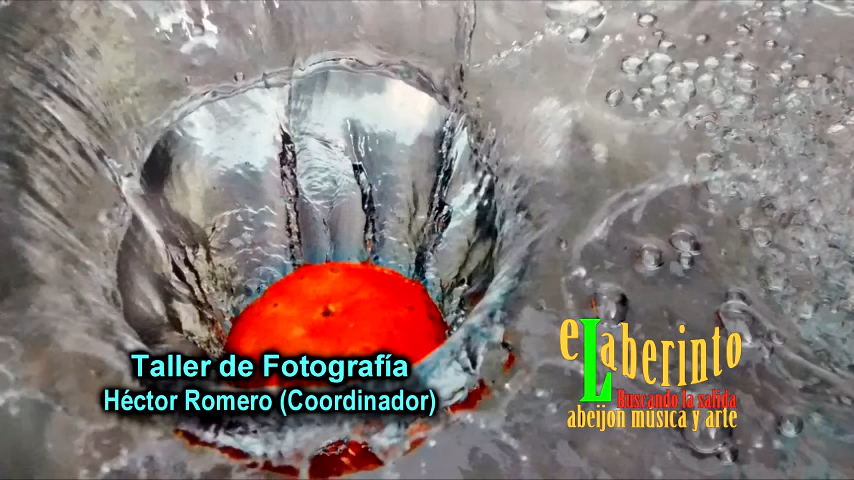 Taller de Fotografía
Héctor Romero (Coordinador)
eLaberinto
Buscando la salida
abeijon música y arte